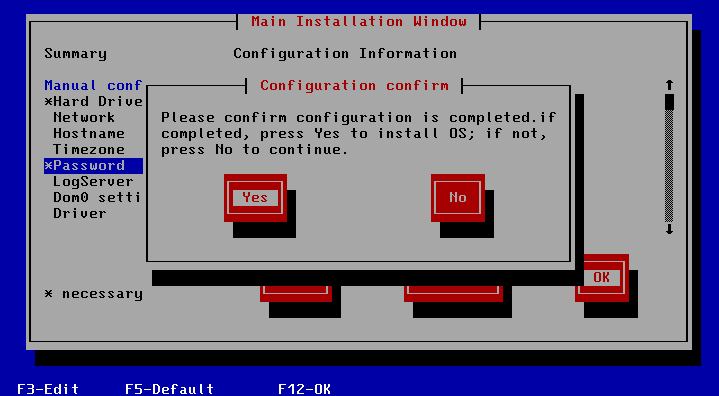 Main Installation Window
Summary Configuration Information
Manual conf
Configuration confirm
*Hard Drive
Network
Hostname
Timezone
*Password
LogServer
Dom0 setti
Driver
Please confirm configuration is completed.if
completed, press Yes to install OS; if not,
press No to continue.
Yes No
OK
* necessary
F3-Edit F5-Default F12-OK